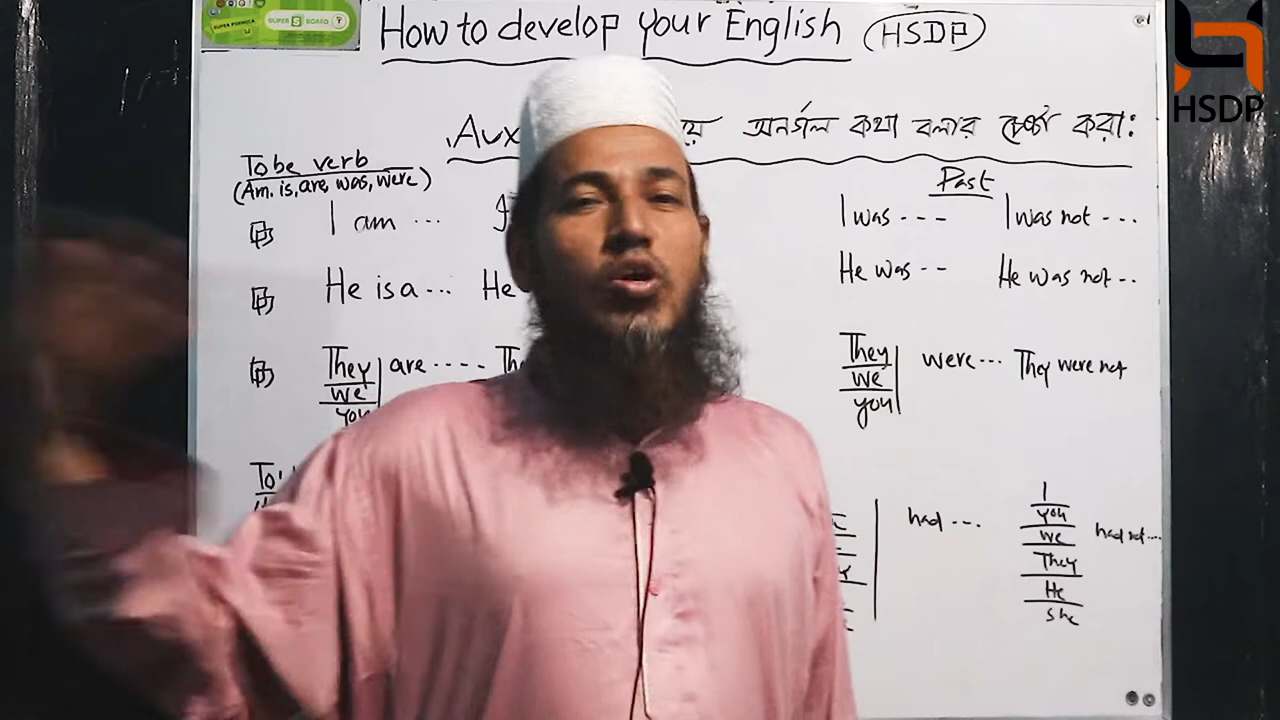 How to develop your English (HSDP)
HSDP
SUPER S BOARD
অনর্গল কথা বলার চেষ্টা করা:
To be verb
(Am. is, are, was, were)
Past
I am ...
I was - - -
I was not - - -
He is a ...
He
He was - -
He was not - - -
They
we
you
are - - - -
They
we
you
were - - -
They were not
had - - -
I
you
we
They
He
She
had not - - -